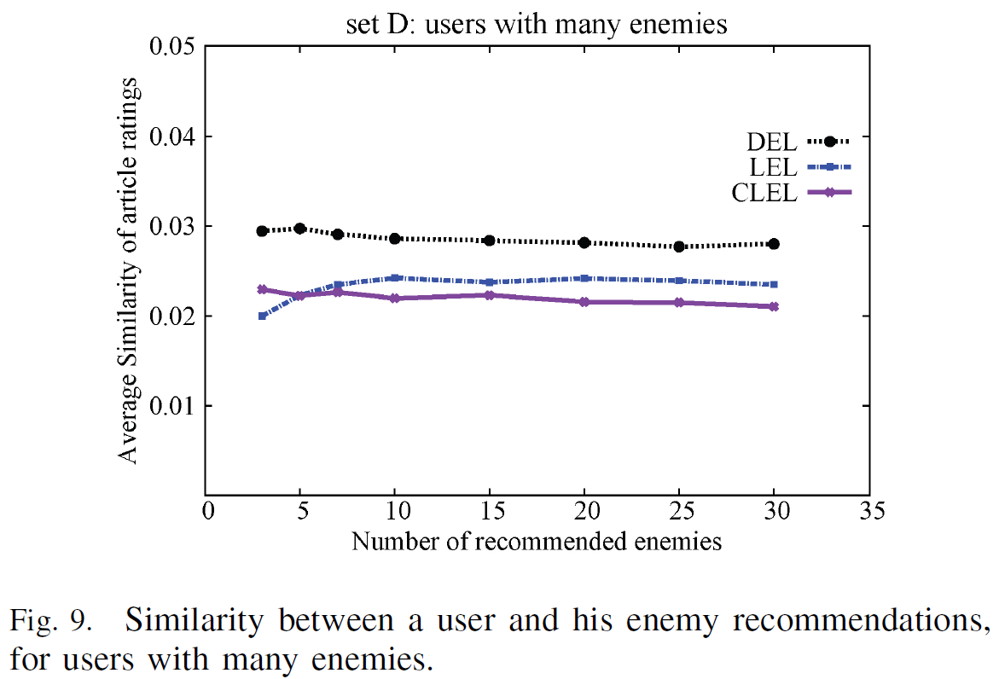 set D: users with many enemies
0.05
0.04
0.03
0.02
0.01
Average Similarity of article ratings
DEL
LEL
CLEL
0 5 10 15 20 25 30 35
Number of recommended enemies
Fig. 9. Similarity between a user and his enemy recommendations,
for users with many enemies.